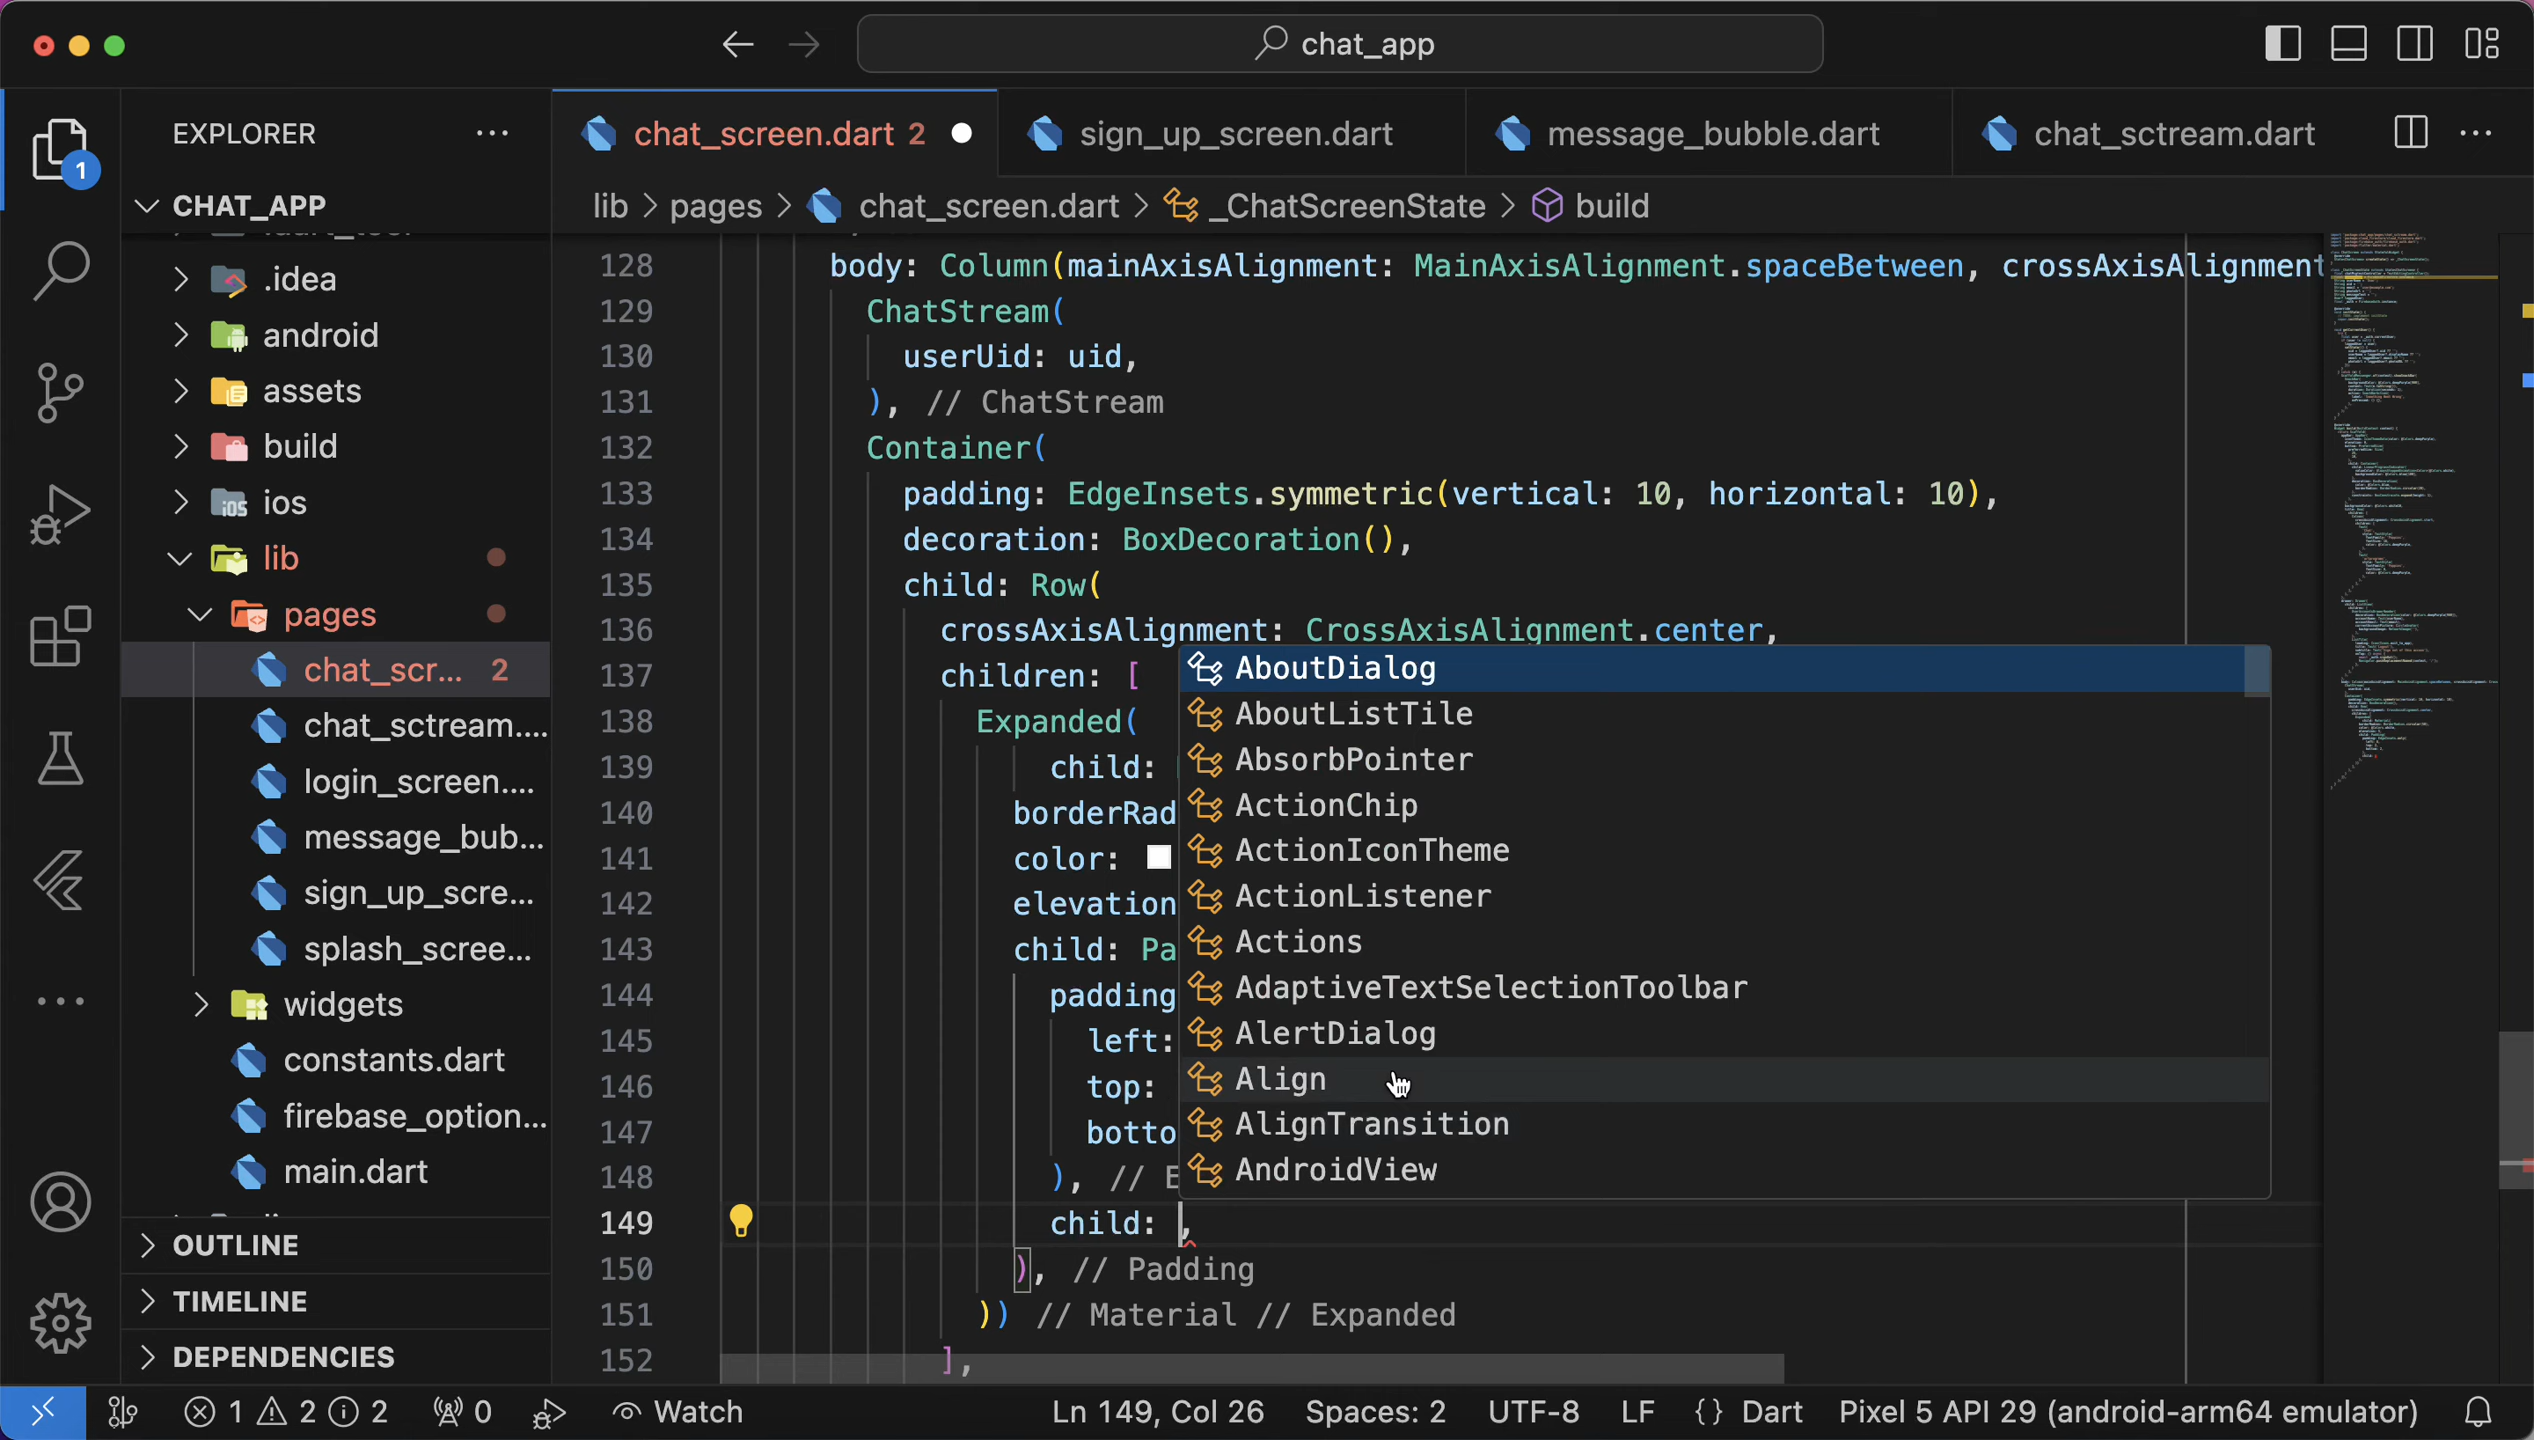 chat_app
EXPLORER
chat_screen.dart 2
sign_up_screen.dart
message_bubble.dart
chat_sctream.dart
1
CHAT_APP
lib > pages > chat_screen.dart > _ChatScreenState > build
.idea
android
assets
build
ios
lib
pages
chat_scr... 2
chat_sctream....
login_screen....
message_bub...
sign_up_scre...
splash_scree...
widgets
constants.dart
firebase_option...
main.dart
OUTLINE
TIMELINE
DEPENDENCIES
128 body: Column(mainAxisAlignment: MainAxisAlignment.spaceBetween, crossAxisAlignment
129 ChatStream(
130 userUid: uid,
131 ), // ChatStream
132 Container(
133 padding: EdgeInsets.symmetric(vertical: 10, horizontal: 10),
134 decoration: BoxDecoration(),
135 child: Row(
136 crossAxisAlignment: CrossAxisAlignment.center,
137 children: [
138 Expanded(
139 child:
140 borderRad
141 color:
142 elevation
143 child: Pa
144 padding
145 left:
146 top:
147 botto
148 ), // E
149 child: ,
150 ), // Padding
151 )) // Material // Expanded
152 ],
AboutDialog
AboutListTile
AbsorbPointer
ActionChip
ActionIconTheme
ActionListener
Actions
AdaptiveTextSelectionToolbar
AlertDialog
Align
AlignTransition
AndroidView
1 2 2 0 Watch Ln 149, Col 26 Spaces: 2 UTF-8 LF {} Dart Pixel 5 API 29 (android-arm64 emulator)